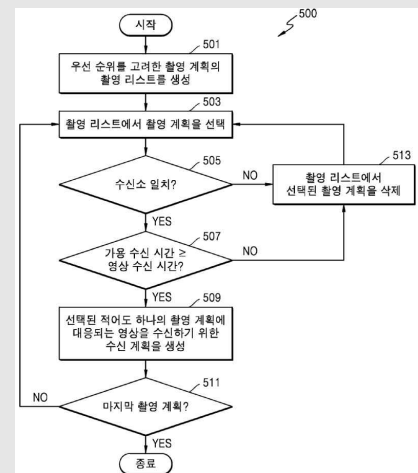 500
시작
501
우선 순위를 고려한 촬영 계획의
촬영 리스트를 생성
503
촬영 리스트에서 촬영 계획을 선택
505
수신소 일치?
NO
513
촬영 리스트에서
선택된 촬영 계획을 삭제
YES
507
가용 수신 시간 ≥
영상 수신 시간?
NO
YES
509
선택된 적어도 하나의 촬영 계획에
대응되는 영상을 수신하기 위한
수신 계획을 생성
511
NO
마지막 촬영 계획?
YES
종료